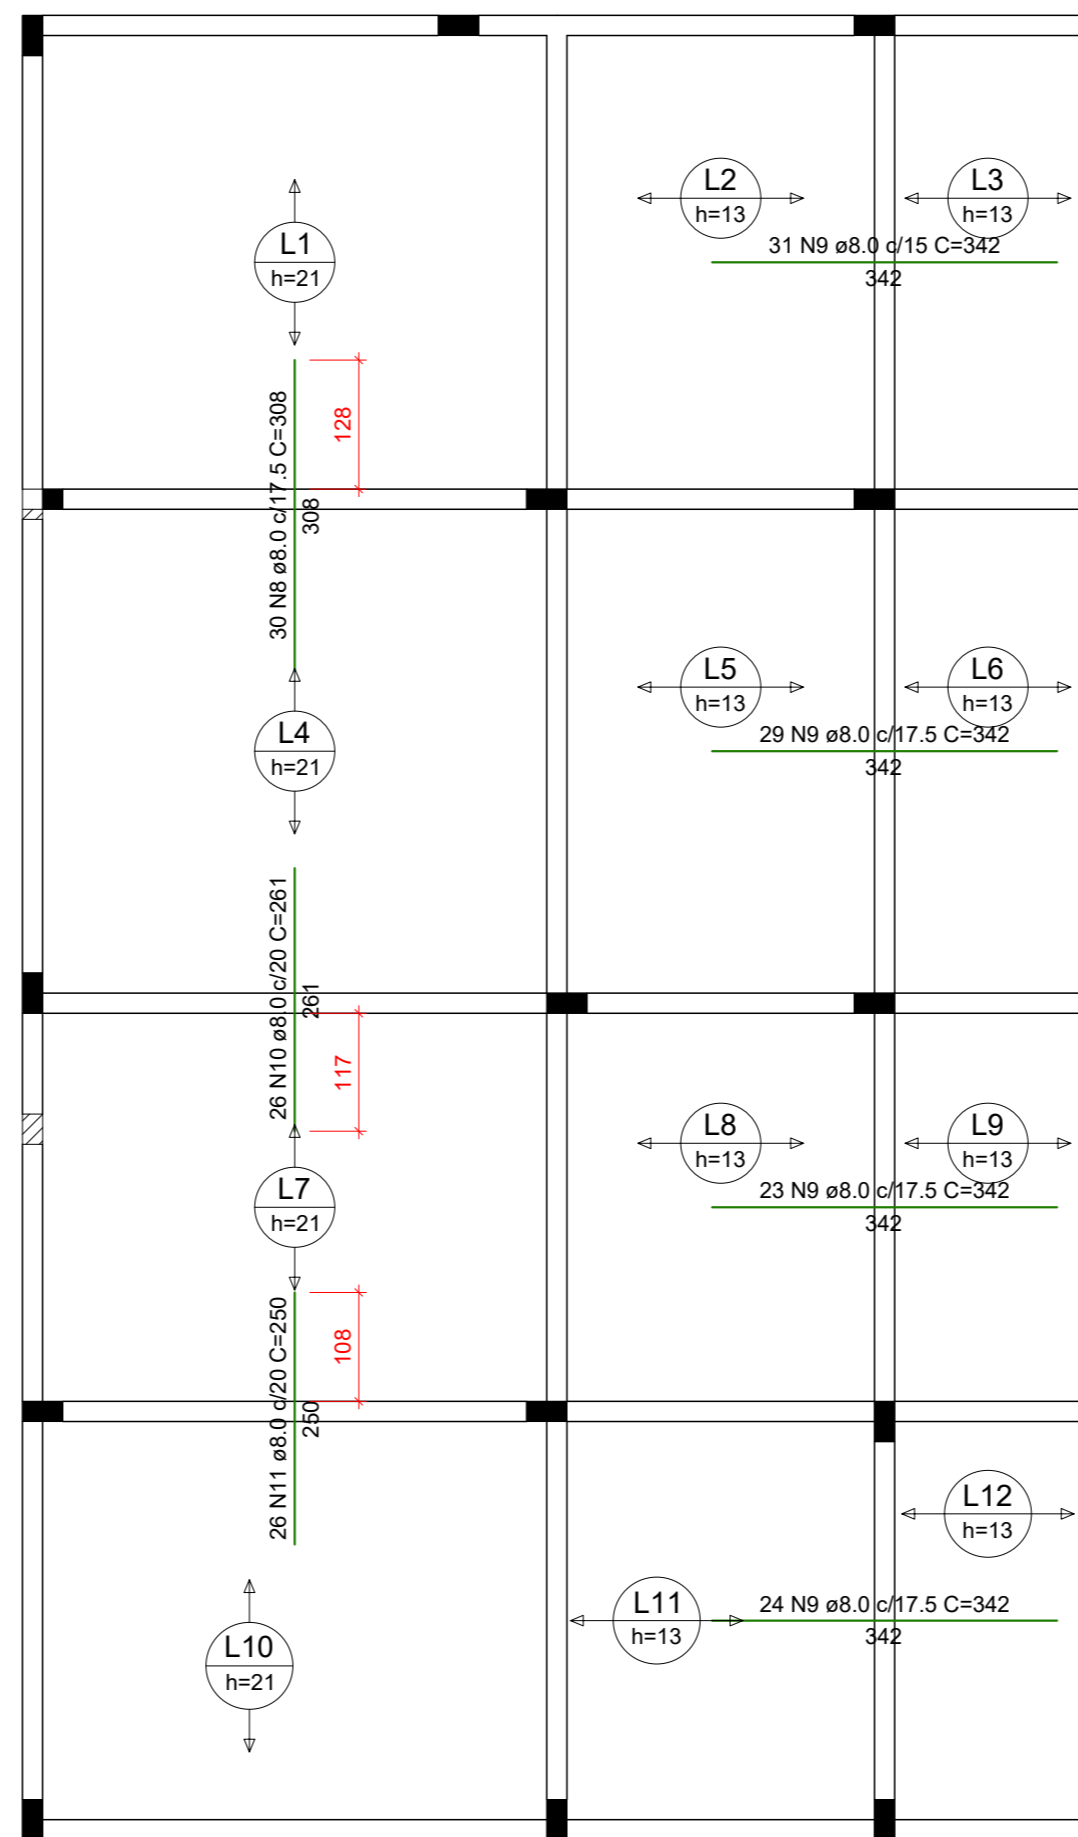 L2
h=13
L3
h=13
31 N9 ø8.0 c/15 C=342
342
L1
h=21
30 N8 ø8.0 c/17.5 C=308
308
128
L5
h=13
L6
h=13
29 N9 ø8.0 c/17.5 C=342
342
L4
h=21
26 N10 ø8.0 c/20 C=261
261
117
L8
h=13
L9
h=13
23 N9 ø8.0 c/17.5 C=342
342
L7
h=21
26 N11 ø8.0 c/20 C=250
250
108
L12
h=13
24 N9 ø8.0 c/17.5 C=342
342
L11
h=13
L10
h=21